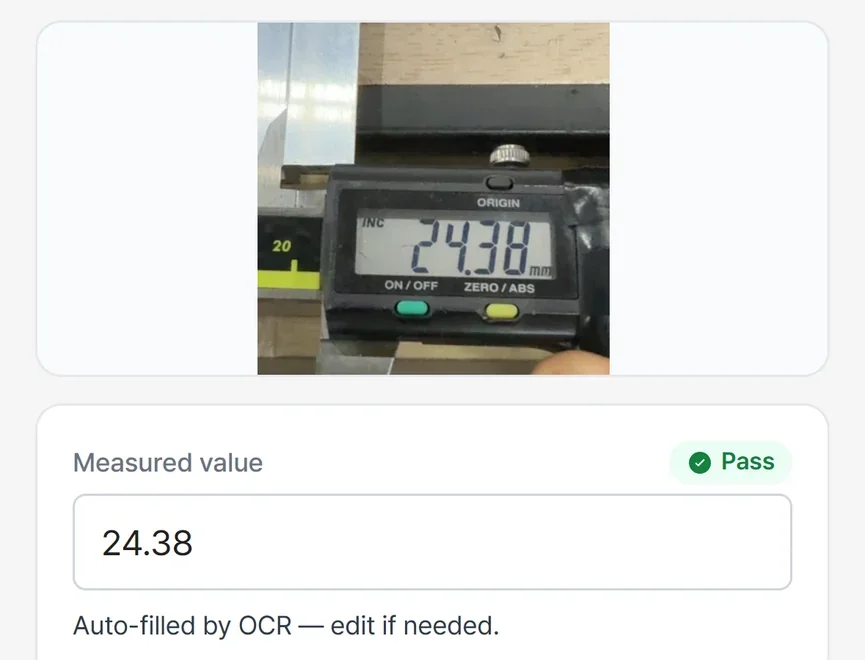 ORIGIN
INC
24.38 mm
ON / OFF ZERO / ABS
20
Measured value
Pass
24.38
Auto-filled by OCR — edit if needed.